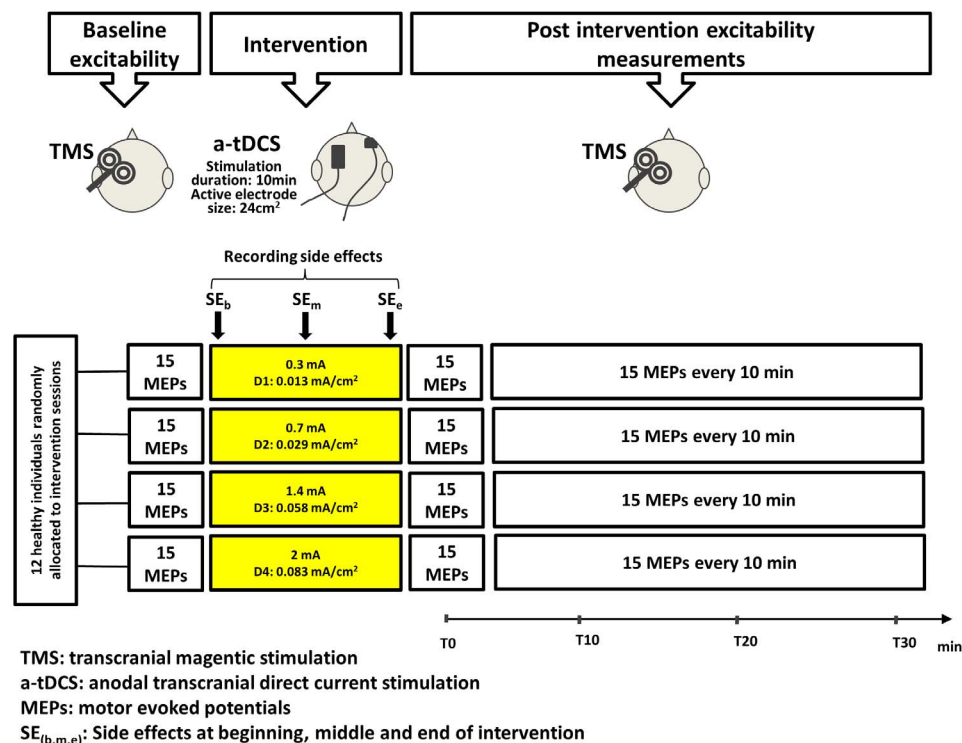 Baseline
excitability
Intervention
Post intervention excitability
measurements
TMS
a-tDCS
Stimulation
duration: 10min
Active electrode
size: 24cm²
TMS
Recording side effects
SE_b
SE_m
SE_e
12 healthy individuals randomly
allocated to intervention sessions
15
MEPs
0.3 mA
D1: 0.013 mA/cm²
15
MEPs
15 MEPs every 10 min
15
MEPs
0.7 mA
D2: 0.029 mA/cm²
15
MEPs
15 MEPs every 10 min
15
MEPs
1.4 mA
D3: 0.058 mA/cm²
15
MEPs
15 MEPs every 10 min
15
MEPs
2 mA
D4: 0.083 mA/cm²
15
MEPs
15 MEPs every 10 min
T0
T10
T20
T30
min
TMS: transcranial magentic stimulation
a-tDCS: anodal transcranial direct current stimulation
MEPs: motor evoked potentials
SE(b,m,e): Side effects at beginning, middle and end of intervention